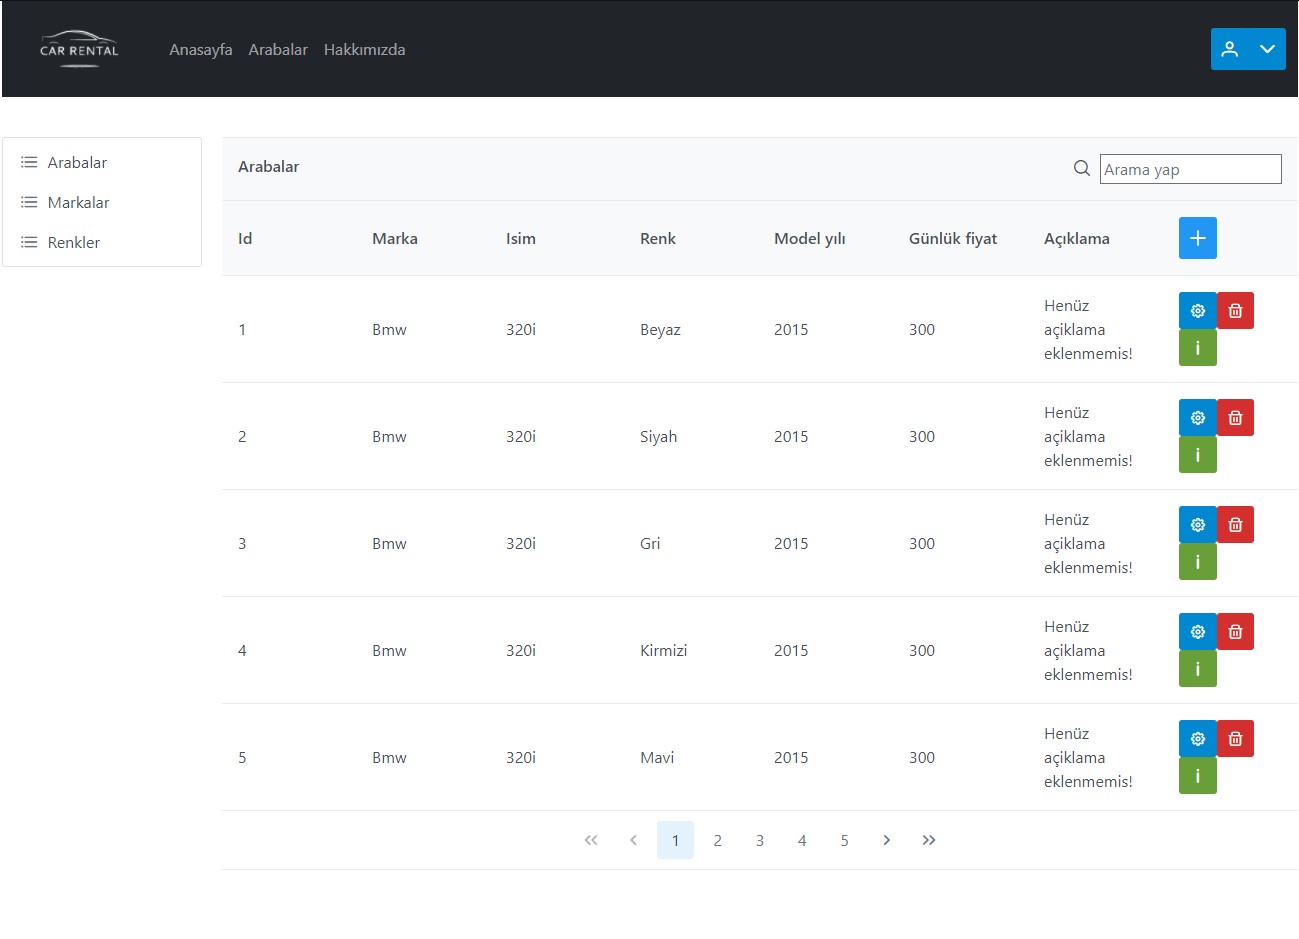 CAR RENTAL
Anasayfa Arabalar Hakkımızda
Arabalar
Markalar
Renkler
Arabalar
Arama yap
Id Marka Isim Renk Model yılı Günlük fiyat Açıklama
1 Bmw 320i Beyaz 2015 300 Henüz
açiklama
eklenmemis!
2 Bmw 320i Siyah 2015 300 Henüz
açiklama
eklenmemis!
3 Bmw 320i Gri 2015 300 Henüz
açiklama
eklenmemis!
4 Bmw 320i Kirmizi 2015 300 Henüz
açiklama
eklenmemis!
5 Bmw 320i Mavi 2015 300 Henüz
açiklama
eklenmemis!
1 2 3 4 5